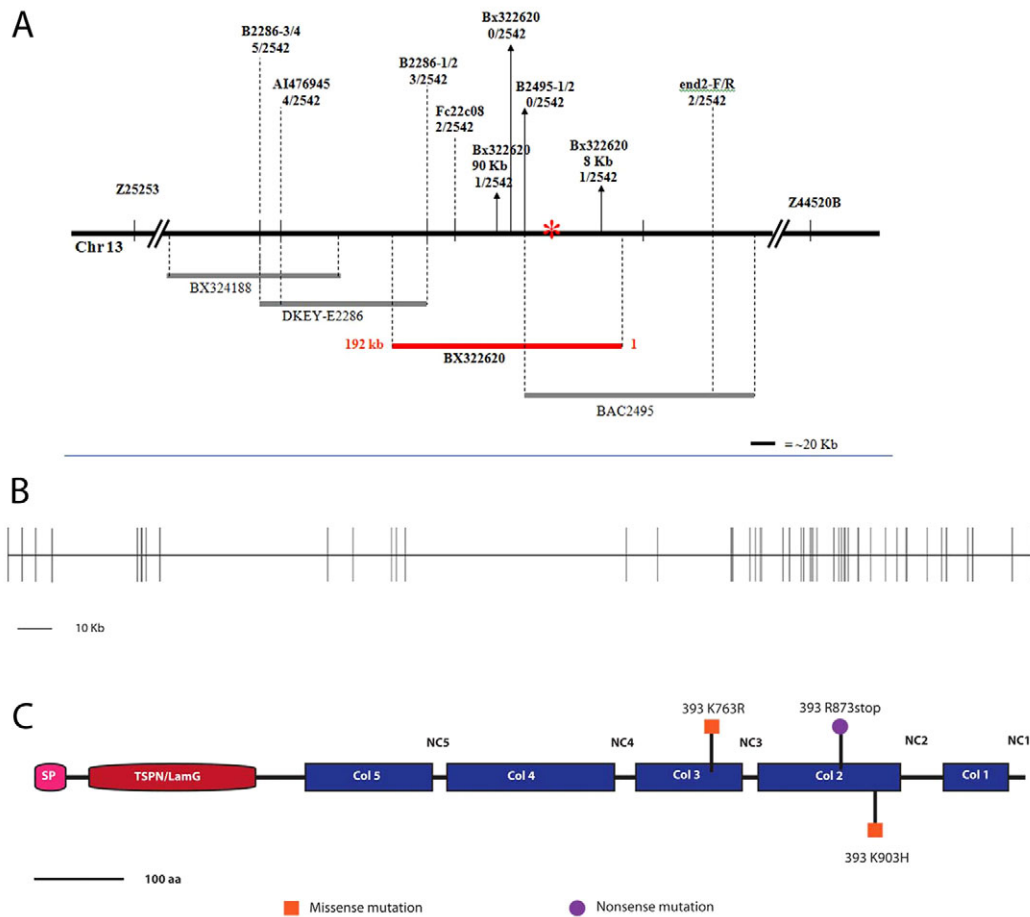 A
Bx322620
0/2542
B2286-3/4
5/2542
B2286-1/2
3/2542
AI476945
4/2542
B2495-1/2
0/2542
end2-F/R
2/2542
Fc22c08
2/2542
Bx322620
90 Kb
1/2542
Bx322620
8 Kb
1/2542
Z25253
Z44520B
Chr 13
BX324188
DKEY-E2286
192 kb
BX322620
1
BAC2495
= ~20 Kb
B
10 Kb
C
393 K763R
393 R873stop
NC5
NC4
NC3
NC2
NC1
SP
TSPN/LamG
Col 5
Col 4
Col 3
Col 2
Col 1
393 K903H
100 aa
Missense mutation
Nonsense mutation